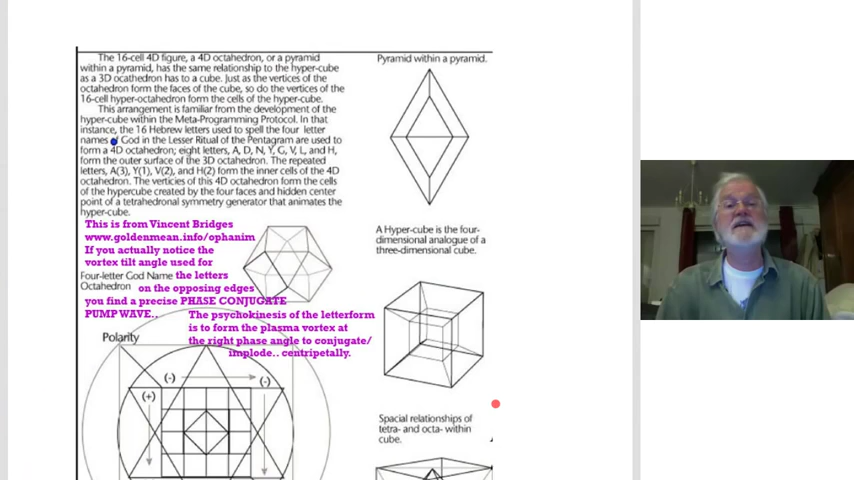 The 16-cell 4D figure, a 4D octahedron, or a pyramid
within a pyramid, has the same relationship to the hyper-cube
as a 3D ocathedron has to a cube. Just as the vertices of the
octahedron form the faces of the cube, so do the vertices of the
16-cell hyper-octahedron form the cells of the hyper-cube.
This arrangement is familiar from the development of the
hyper-cube within the Meta-Programming Protocol. In that
instance, the 16 Hebrew letters used to spell the four letter
names of God in the Lesser Ritual of the Pentagram are used to
form a 4D octahedron; eight letters, A, D, N, Y, G, V, L, and H,
form the outer surface of the 3D octahedron. The repeated
letters, A(3), Y(1), V(2), and H(2) form the inner cells of the 4D
octahedron. The verticies of this 4D octahedron form the cells
of the hypercube created by the four faces and hidden center
point of a tetrahedronal symmetry generator that animates the
hyper-cube.
This is from Vincent Bridges
www.goldenmean.info/ophanim
If you actually notice the
vortex tilt angle used for
Four-letter God Name the letters
Octahedron on the opposing edges
you find a precise PHASE CONJUGATE
PUMP WAVE..
The psychokinesis of the letterform
is to form the plasma vortex at
the right phase angle to conjugate/
implode.. centripetally.
Polarity
(-)
(-)
(+)
Pyramid within a pyramid.
A Hyper-cube is the four-
dimensional analogue of a
three-dimensional cube.
Spacial relationships of
tetra- and octa- within
cube.